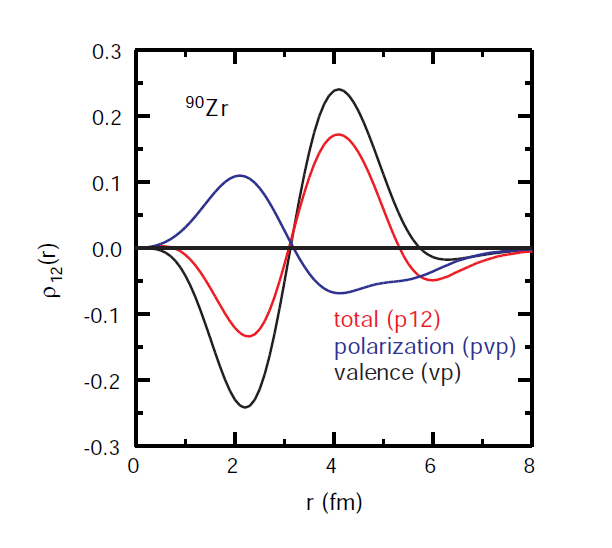 0.3
0.2
0.1
0.0
-0.1
-0.2
-0.3
ρ12(r)
90Zr
total (p12)
polarization (pvp)
valence (vp)
0 2 4 6 8
r (fm)